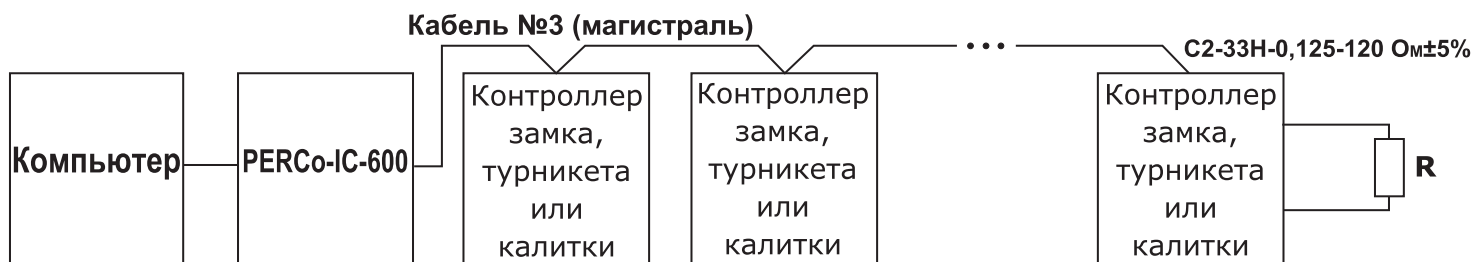 Кабель №3 (магистраль)
•••
С2-33Н-0,125-120 Ом±5%
Компьютер
PERCo-IC-600
Контроллер
замка,
турникета
или
калитки
Контроллер
замка,
турникета
или
калитки
Контроллер
замка,
турникета
или
калитки
R